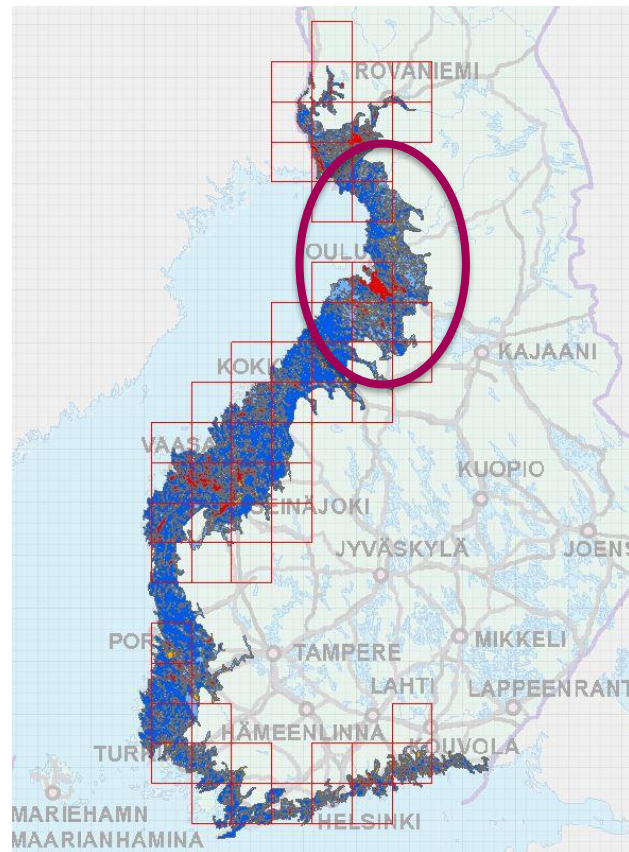 ROVANIEMI
OULU
KAJAANI
KOKK
VAASA
KUOPIO
SEINÄJOKI
JYVÄSKYLÄ
JOENS
PORI
MIKKELI
TAMPERE
LAHTI
LAPPEENRANT
HÄMEENLINNA
KOUVOLA
TURK
HELSINKI
MARIEHAMN
MAARIANHAMINA